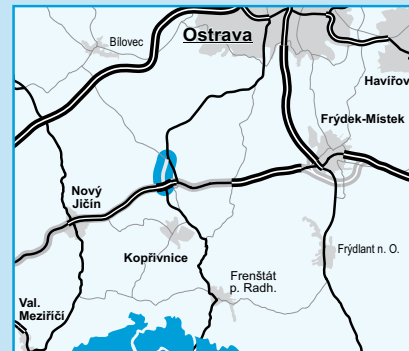 Ostrava
Bílovec
Havířov
Frýdek-Místek
Nový
Jičín
Kopřivnice
Frýdlant n. O.
Frenštát
p. Radh.
Val.
Meziříčí